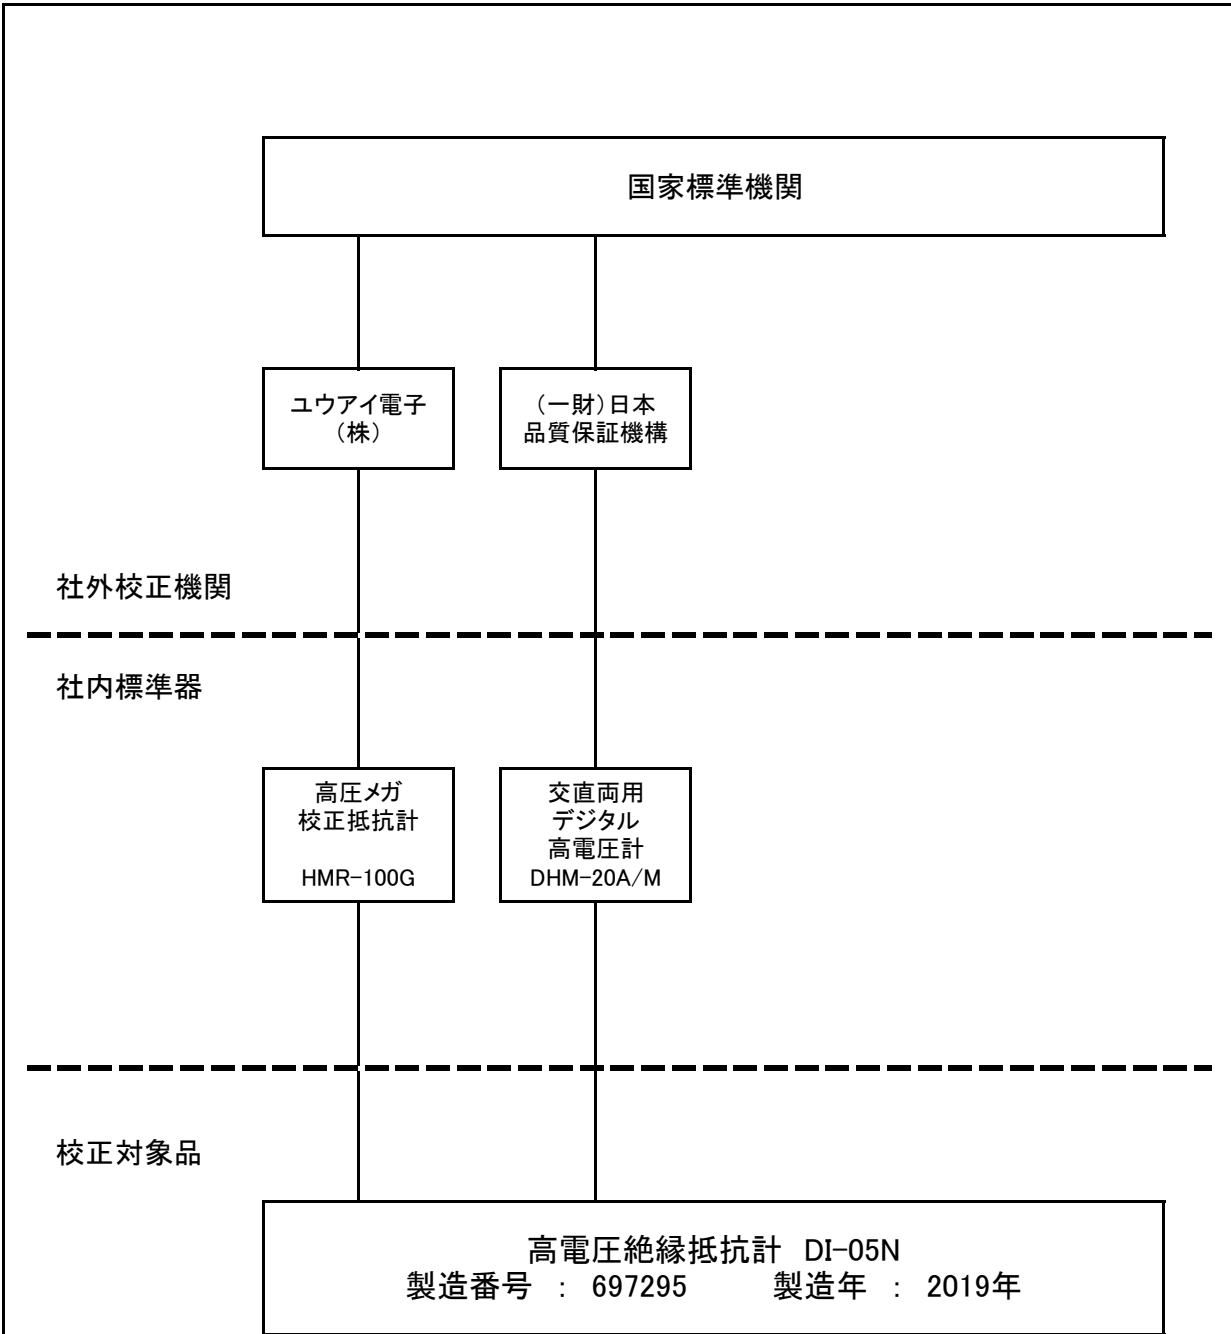 国家標準機関
ユウアイ電子
（株）
（一財）日本
品質保証機構
社外校正機関
社内標準器
高圧メガ
校正抵抗計
HMR-100G
交直両用
デジタル
高電圧計
DHM-20A/M
校正対象品
高電圧絶縁抵抗計 DI-05N
製造番号 ： 697295 製造年 ： 2019年